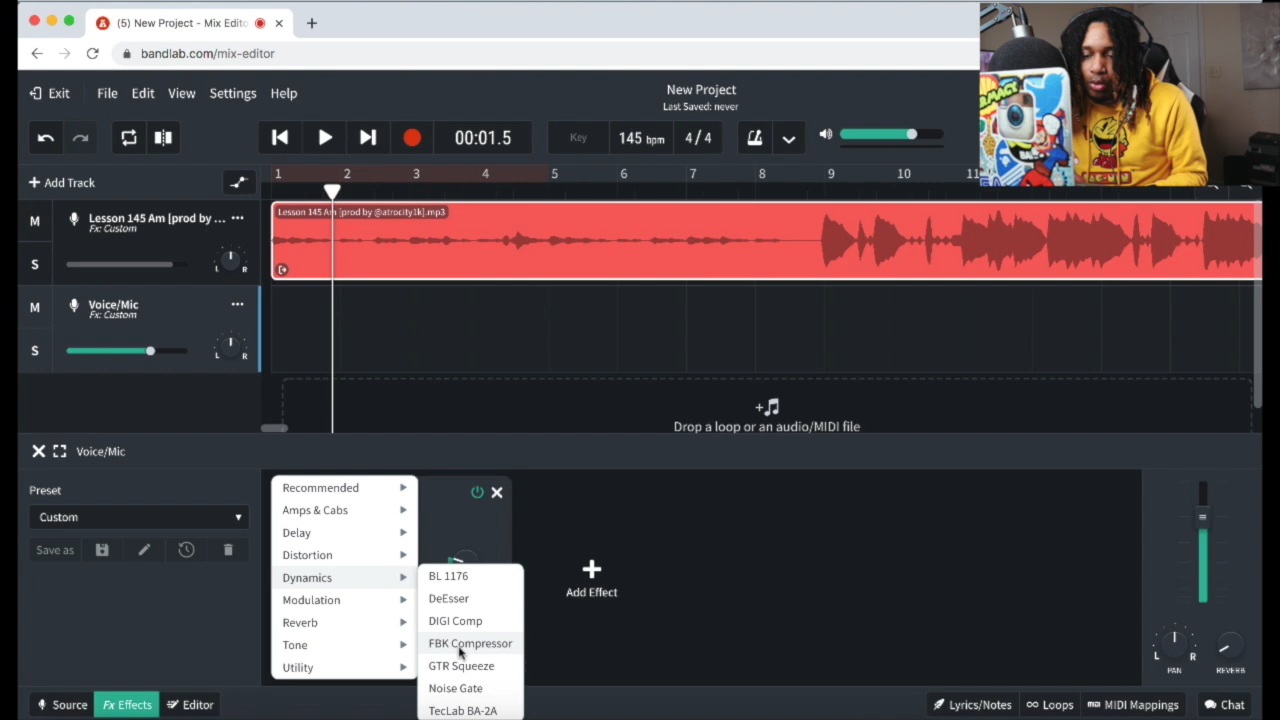 (5) New Project - Mix Edito
bandlab.com/mix-editor
Exit File Edit View Settings Help
New Project
Last Saved: never
00:01.5
Key 145 bpm 4 / 4
Add Track
1 2 3 4 5 6 7 8 9 10 11
M Lesson 145 Am [prod by ...
Fx: Custom
S L R
Lesson 145 Am [prod by @atrocity1k].mp3
M Voice/Mic
Fx: Custom
S L R
Drop a loop or an audio/MIDI file
Voice/Mic
Preset
Custom
Save as
Recommended
Amps & Cabs
Delay
Distortion
Dynamics
Modulation
Reverb
Tone
Utility
BL 1176
DeEsser
DIGI Comp
FBK Compressor
GTR Squeeze
Noise Gate
TecLab BA-2A
Add Effect
L R
PAN REVERB
Source Fx Effects Editor
Lyrics/Notes Loops MIDI Mappings Chat